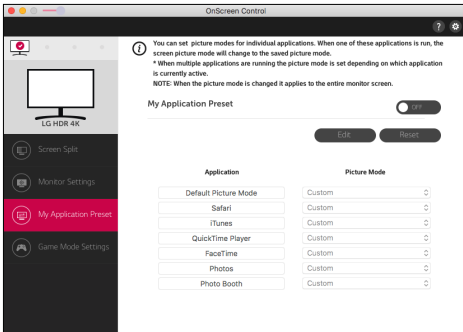 OnScreen Control
?
i You can set picture modes for individual applications. When one of these applications is run, the
screen picture mode will change to the saved picture mode.
* When multiple applications are running the picture mode is set depending on which application
is currently active.
NOTE: When the picture mode is changed it applies to the entire monitor screen.
My Application Preset OFF
Edit Reset
LG HDR 4K
Screen Split
Monitor Settings
My Application Preset
Game Mode Settings
Application Picture Mode
Default Picture Mode Custom
Safari Custom
iTunes Custom
QuickTime Player Custom
FaceTime Custom
Photos Custom
Photo Booth Custom